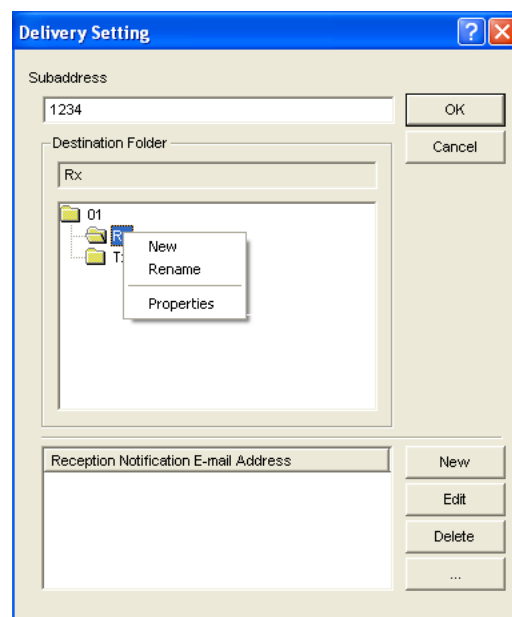 Delivery Setting
Subaddress
1234
OK
Destination Folder
Cancel
Rx
01
New
Rename
Properties
Reception Notification E-mail Address
New
Edit
Delete
...